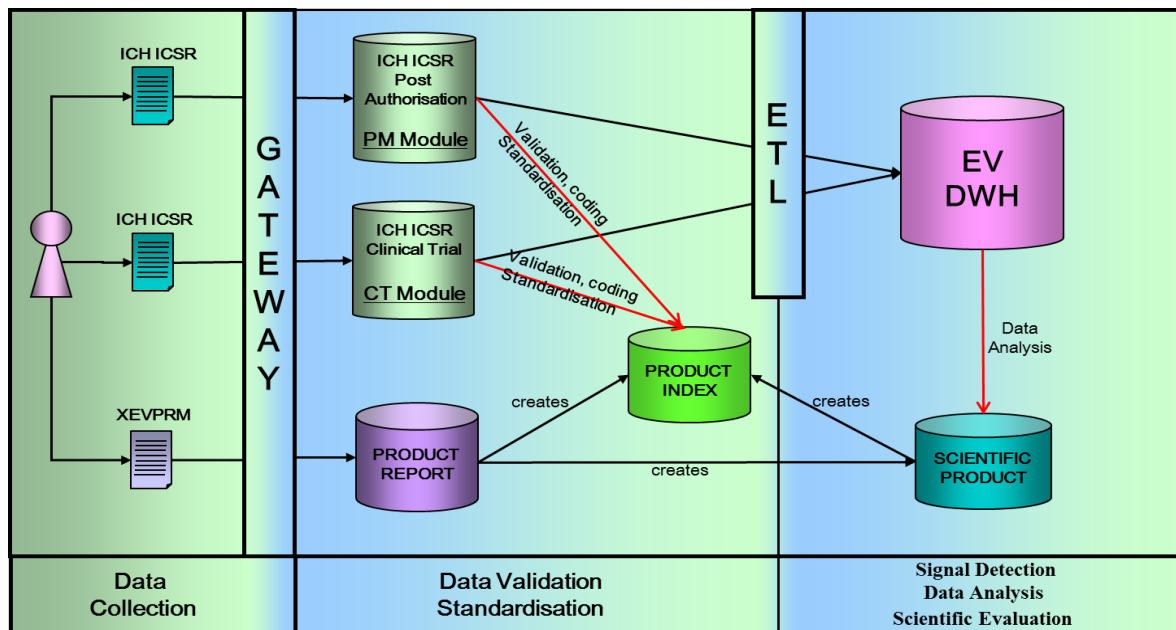 ICH ICSR
ICH ICSR
XEVPRM
GATEWAY
ICH ICSR
Post
Authorisation
PM Module
ICH ICSR
Clinical Trial
CT Module
Validation, coding
Standardisation
Validation, coding
Standardisation
PRODUCT
INDEX
creates
PRODUCT
REPORT
creates
creates
ETL
EV
DWH
Data
Analysis
SCIENTIFIC
PRODUCT
Data
Collection
Data Validation
Standardisation
Signal Detection
Data Analysis
Scientific Evaluation